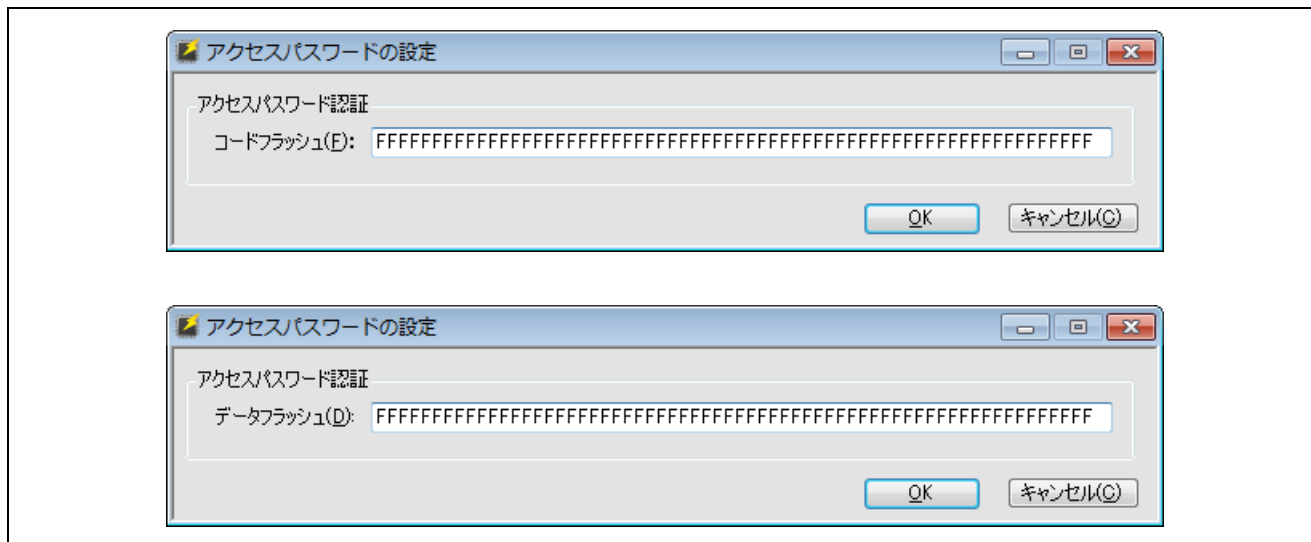 アクセスパスワードの設定
アクセスパスワード認証
コードフラッシュ(F): FFFFFFFFFFFFFFFFFFFFFFFFFFFFFFFFFFFFFFFFFFFFFFFFFFFFFFFFFFFFFFFF
OK キャンセル(C)
アクセスパスワードの設定
アクセスパスワード認証
データフラッシュ(D): FFFFFFFFFFFFFFFFFFFFFFFFFFFFFFFFFFFFFFFFFFFFFFFFFFFFFFFFFFFFFFFF
OK キャンセル(C)